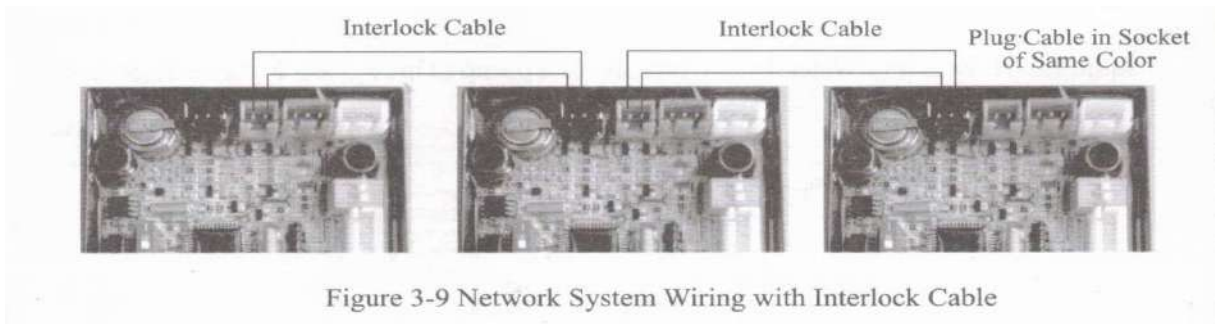 Interlock Cable
Interlock Cable
Plug·Cable in Socket
of Same Color
Figure 3-9 Network System Wiring with Interlock Cable